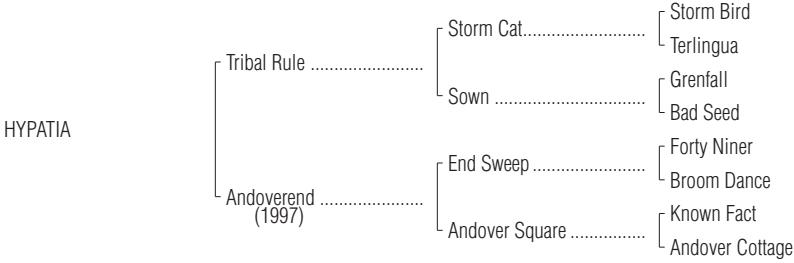 Storm Bird
Storm Cat..........................
Terlingua
Tribal Rule ........................
Grenfall
Sown ................................
Bad Seed
HYPATIA
Forty Niner
End Sweep ........................
Broom Dance
Andoverend ......................
(1997)
Known Fact
Andover Square ................
Andover Cottage